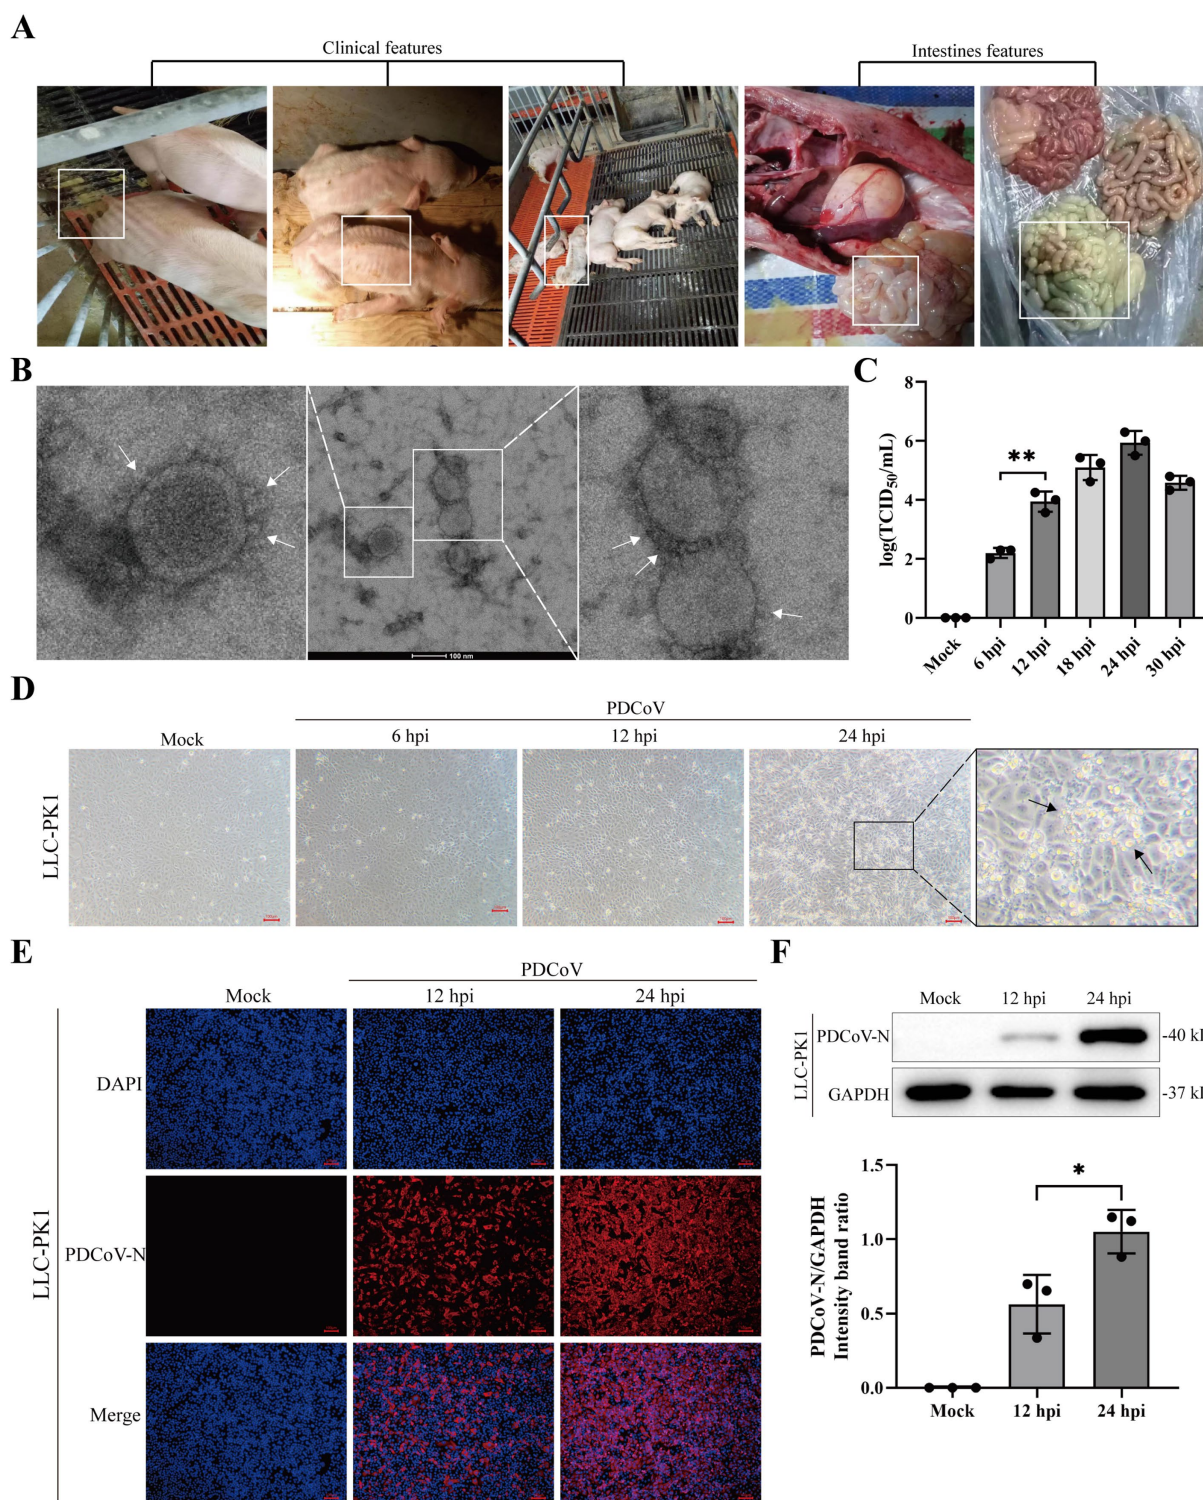 A
Clinical features
Intestines features
B
100 nm
C
log(TCID50/mL)
8
6
4
2
0
**
Mock
6 hpi
12 hpi
18 hpi
24 hpi
30 hpi
D
PDCoV
Mock
6 hpi
12 hpi
24 hpi
LLC-PK1
E
PDCoV
Mock
12 hpi
24 hpi
LLC-PK1
DAPI
PDCoV-N
Merge
F
Mock
12 hpi
24 hpi
LLC-PK1
PDCoV-N
-40 k
GAPDH
-37 k
PDCoV-N/GAPDH
Intensity band ratio
1.5
1.0
0.5
0.0
*
Mock
12 hpi
24 hpi